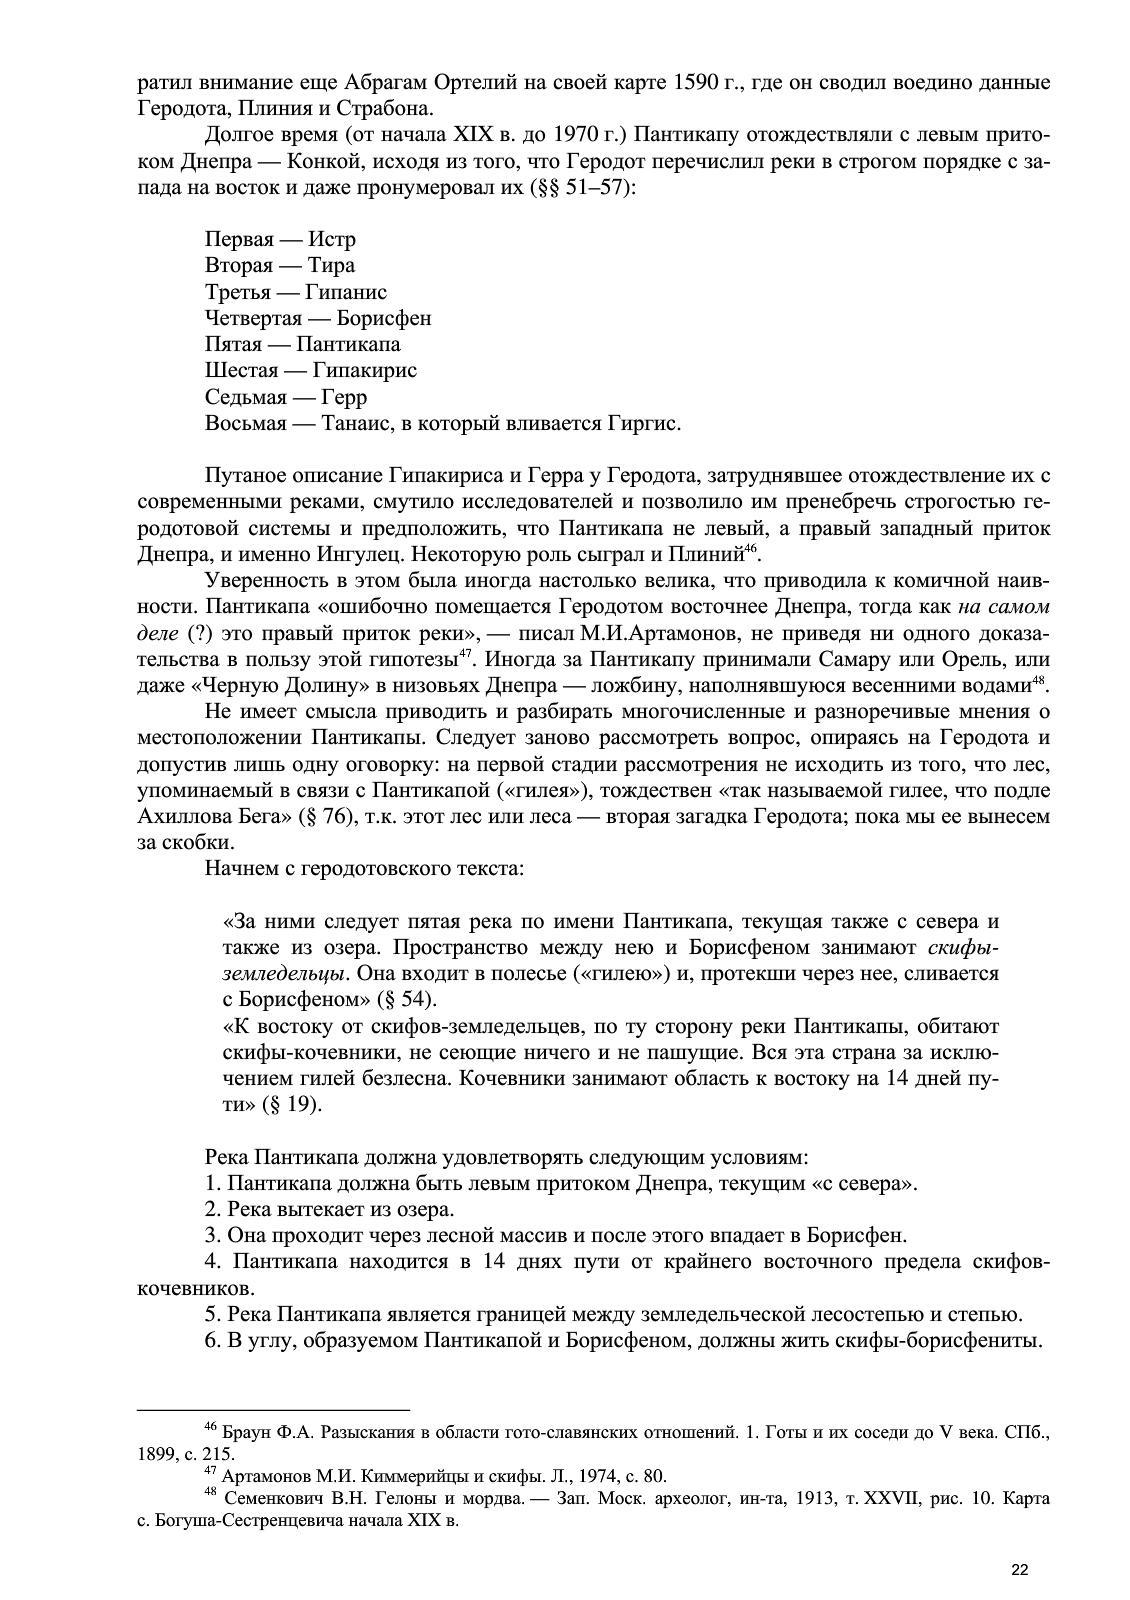 ратил внимание еще Абрагам Ортелий на своей карте 1590 г., где он сводил воедино данные
Геродота, Плиния и Страбона.
Долгое время (от начала XIX в. до 1970 г.) Пантикапу отождествляли с левым прито-
ком Днепра — Конкой, исходя из того, что Геродот перечислил реки в строгом порядке с за-
пада на восток и даже пронумеровал их (§§ 51–57):
Первая — Истр
Вторая — Тира
Третья — Гипанис
Четвертая — Борисфен
Пятая — Пантикапа
Шестая — Гипакирис
Седьмая — Герр
Восьмая — Танаис, в который вливается Гиргис.
Путаное описание Гипакириса и Герра у Геродота, затруднявшее отождествление их с
современными реками, смутило исследователей и позволило им пренебречь строгостью ге-
родотовой системы и предположить, что Пантикапа не левый, а правый западный приток
Днепра, и именно Ингулец. Некоторую роль сыграл и Плиний46.
Уверенность в этом была иногда настолько велика, что приводила к комичной наив-
ности. Пантикапа «ошибочно помещается Геродотом восточнее Днепра, тогда как на самом
деле (?) это правый приток реки», — писал М.И.Артамонов, не приведя ни одного доказа-
тельства в пользу этой гипотезы47. Иногда за Пантикапу принимали Самару или Орель, или
даже «Черную Долину» в низовьях Днепра — ложбину, наполнявшуюся весенними водами48.
Не имеет смысла приводить и разбирать многочисленные и разноречивые мнения о
местоположении Пантикапы. Следует заново рассмотреть вопрос, опираясь на Геродота и
допустив лишь одну оговорку: на первой стадии рассмотрения не исходить из того, что лес,
упоминаемый в связи с Пантикапой («гилея»), тождествен «так называемой гилее, что подле
Ахиллова Бега» (§ 76), т.к. этот лес или леса — вторая загадка Геродота; пока мы ее вынесем
за скобки.
Начнем с геродотовского текста:
«За ними следует пятая река по имени Пантикапа, текущая также с севера и
также из озера. Пространство между нею и Борисфеном занимают скифы-
земледельцы. Она входит в полесье («гилею») и, протекши через нее, сливается
с Борисфеном» (§ 54).
«К востоку от скифов-земледельцев, по ту сторону реки Пантикапы, обитают
скифы-кочевники, не сеющие ничего и не пашущие. Вся эта страна за исклю-
чением гилей безлесна. Кочевники занимают область к востоку на 14 дней пу-
ти» (§ 19).
Река Пантикапа должна удовлетворять следующим условиям:
1. Пантикапа должна быть левым притоком Днепра, текущим «с севера».
2. Река вытекает из озера.
3. Она проходит через лесной массив и после этого впадает в Борисфен.
4. Пантикапа находится в 14 днях пути от крайнего восточного предела скифов-
кочевников.
5. Река Пантикапа является границей между земледельческой лесостепью и степью.
6. В углу, образуемом Пантикапой и Борисфеном, должны жить скифы-борисфениты.
46 Браун Ф.А. Разыскания в области гото-славянских отношений. 1. Готы и их соседи до V века. СПб.,
1899, с. 215.
47 Артамонов М.И. Киммерийцы и скифы. Л., 1974, с. 80.
48 Семенкович В.Н. Гелоны и мордва. — Зап. Моск. археолог, ин-та, 1913, т. XXVII, рис. 10. Карта
с. Богуша-Сестренцевича начала XIX в.
22